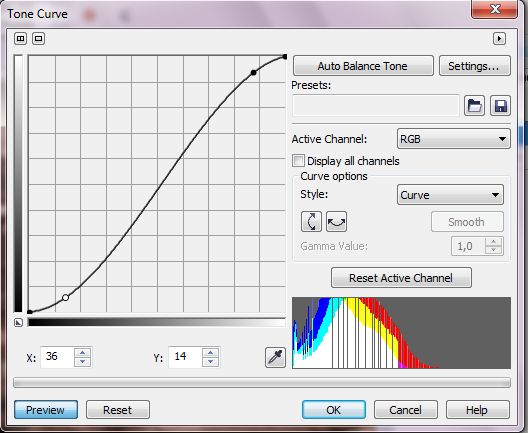 Tone Curve
Auto Balance Tone
Settings...
Presets:
Active Channel:
RGB
Display all channels
Curve options
Style:
Curve
Smooth
Gamma Value:
1,0
Reset Active Channel
X:
36
Y:
14
Preview
Reset
OK
Cancel
Help